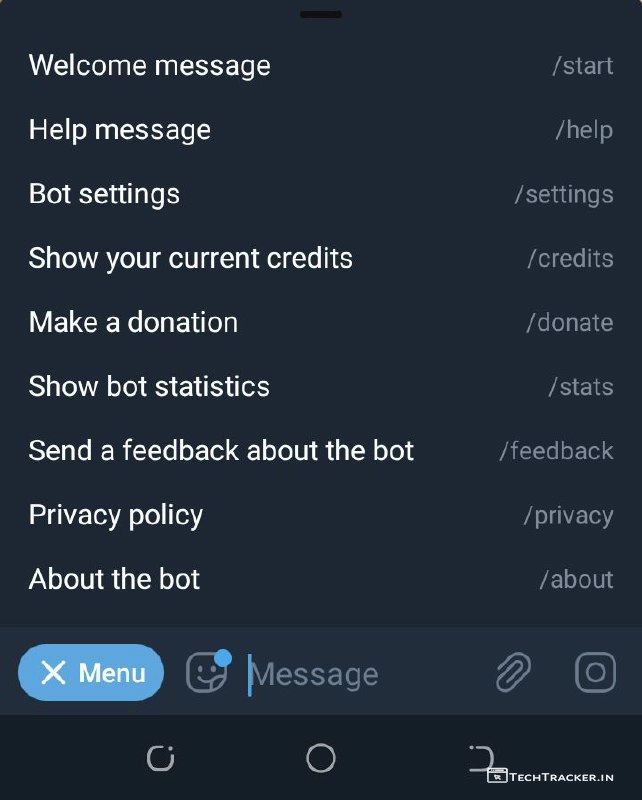 Welcome message /start
Help message /help
Bot settings /settings
Show your current credits /credits
Make a donation /donate
Show bot statistics /stats
Send a feedback about the bot /feedback
Privacy policy /privacy
About the bot /about
Menu Message
TECHTRACKER.IN